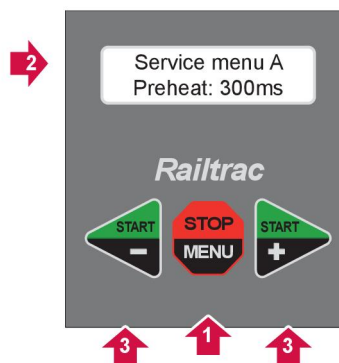 2
Service menu A
Preheat: 300ms
Railtrac
START
-
STOP
MENU
START
+
3
1
3